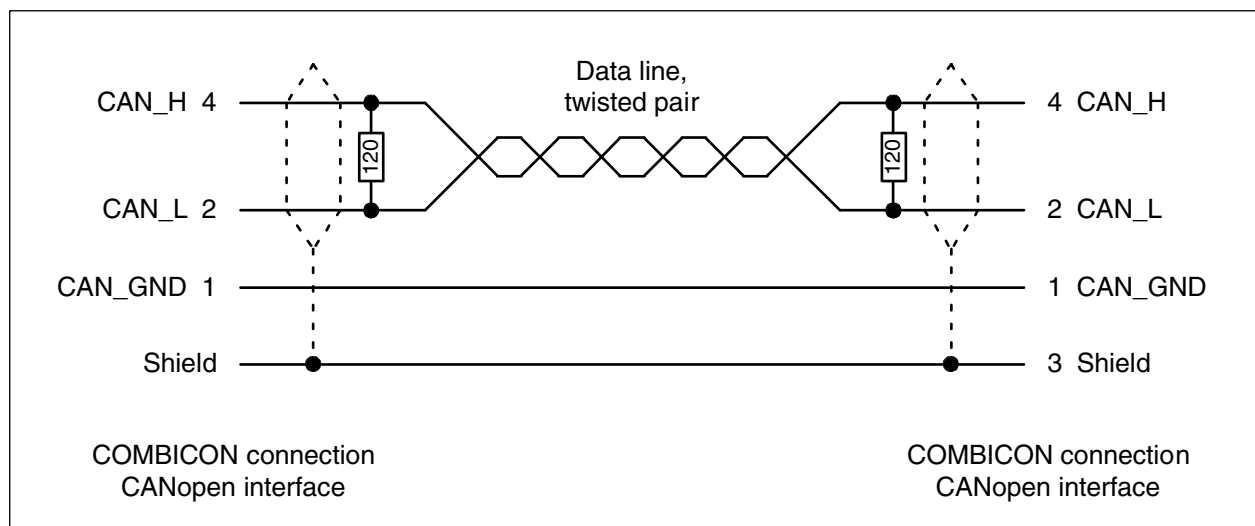 Data line,
twisted pair
CAN_H 4
4 CAN_H
120
120
CAN_L 2
2 CAN_L
CAN_GND 1
1 CAN_GND
Shield
3 Shield
COMBICON connection
CANopen interface
COMBICON connection
CANopen interface